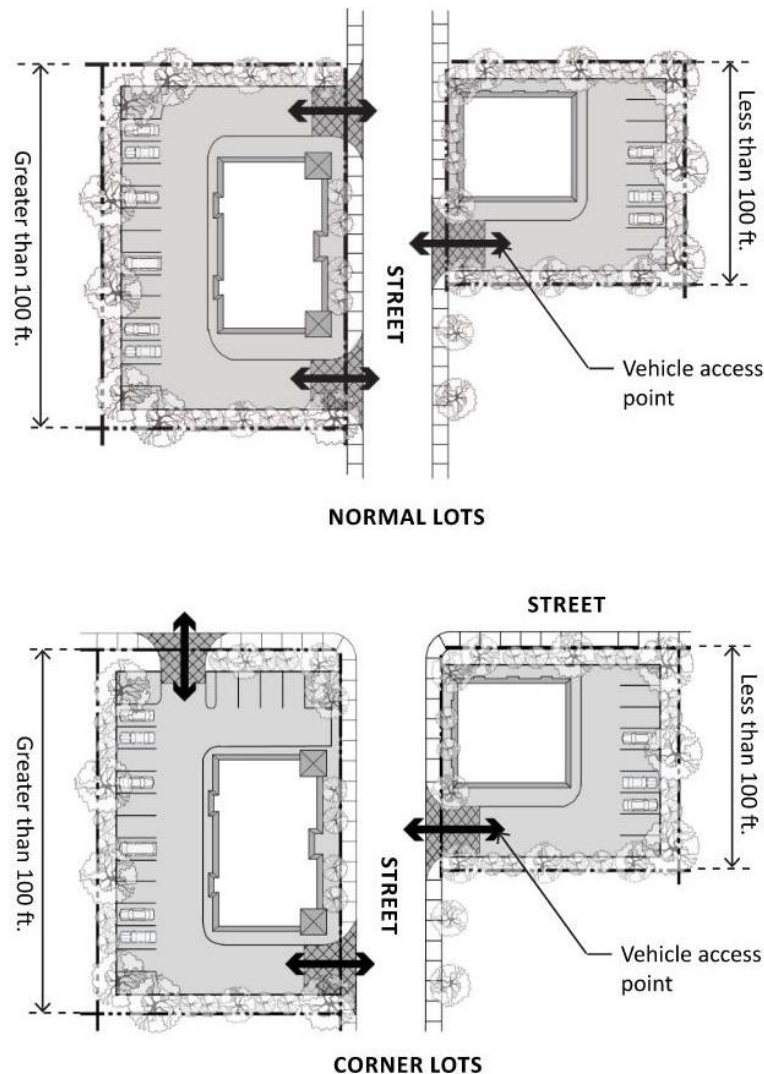 Greater than 100 ft.
STREET
Less than 100 ft.
Vehicle access
point
NORMAL LOTS
STREET
Greater than 100 ft.
STREET
Less than 100 ft.
Vehicle access
point
CORNER LOTS